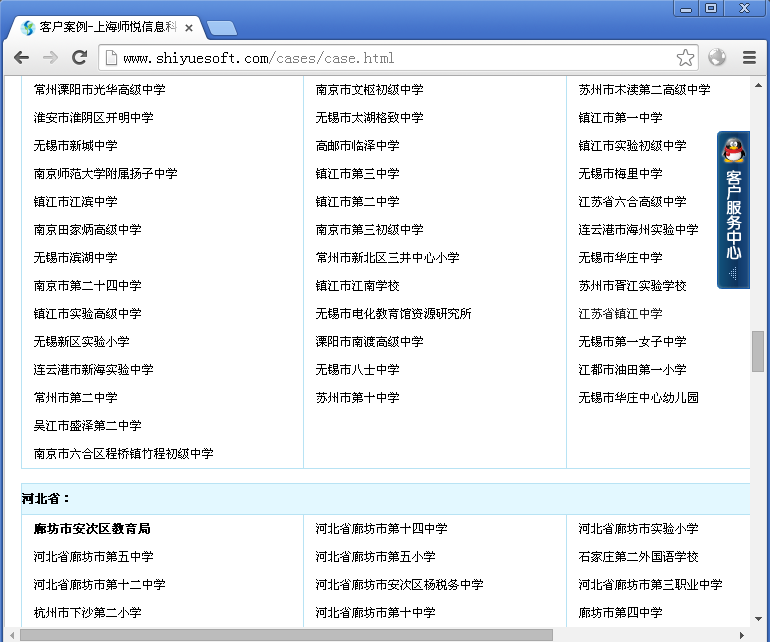 客户案例-上海师悦信息科
www.shiyuesoft.com/cases/case.html
常州溧阳市光华高级中学
南京市文枢初级中学
苏州市木渎第二高级中学
淮安市淮阴区开明中学
无锡市太湖格致中学
镇江市第一中学
无锡市新城中学
高邮市临泽中学
镇江市实验初级中学
南京师范大学附属扬子中学
镇江市第三中学
无锡市梅里中学
镇江市江滨中学
镇江市第二中学
江苏省六合高级中学
南京田家炳高级中学
南京市第三初级中学
连云港市海州实验中学
无锡市滨湖中学
常州市新北区三井中心小学
无锡市华庄中学
南京市第二十四中学
镇江市江南学校
苏州市胥江实验学校
镇江市实验高级中学
无锡市电化教育馆资源研究所
江苏省镇江中学
无锡新区实验小学
溧阳市南渡高级中学
无锡市第一女子中学
连云港市新海实验中学
无锡市八士中学
江都市油田第一小学
常州市第二中学
苏州市第十中学
无锡市华庄中心幼儿园
吴江市盛泽第二中学
南京市六合区程桥镇竹程初级中学
客户服务中心
河北省：
廊坊市安次区教育局
河北省廊坊市第十四中学
河北省廊坊市实验小学
河北省廊坊市第五中学
河北省廊坊市第五小学
石家庄第二外国语学校
河北省廊坊市第十二中学
河北省廊坊市安次区杨税务中学
河北省廊坊市第三职业中学
杭州市下沙第二小学
河北省廊坊市第十中学
廊坊市第四中学